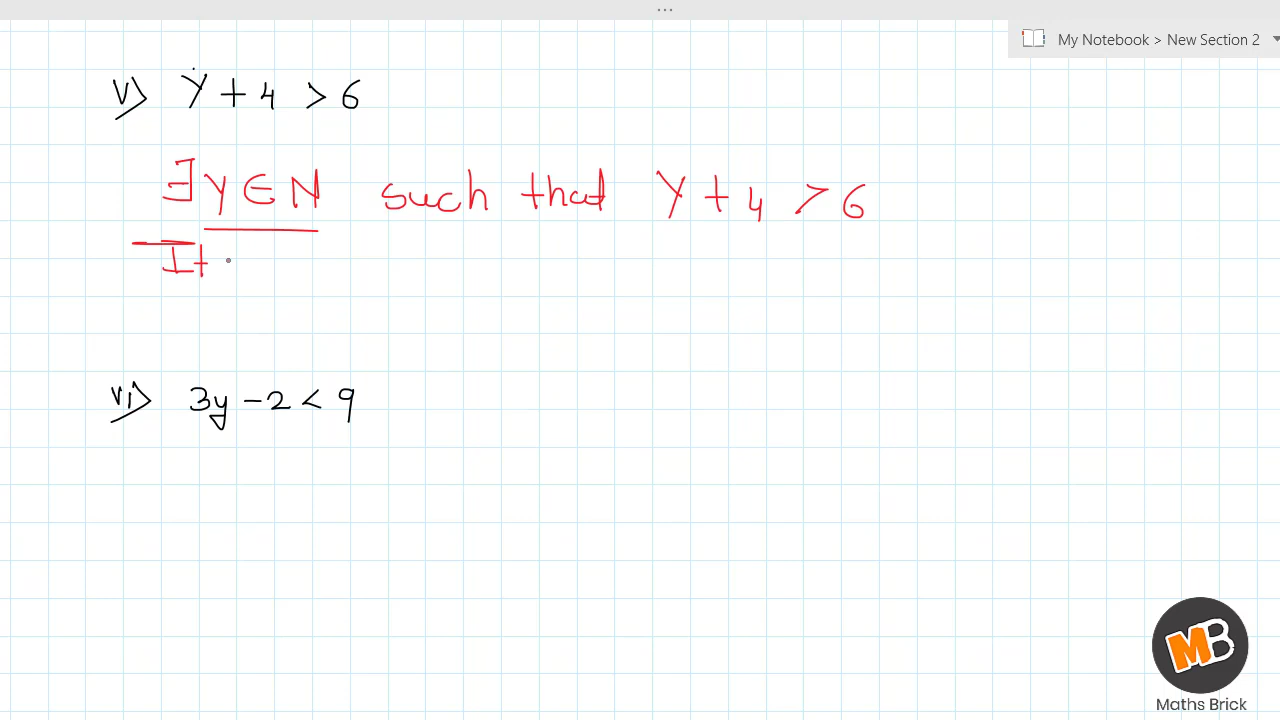 ...
My Notebook > New Section 2
v) Y + 4 > 6
∃ Y ∈ N such that Y + 4 > 6
It
vi) 3y - 2 < 9
MB
Maths Brick